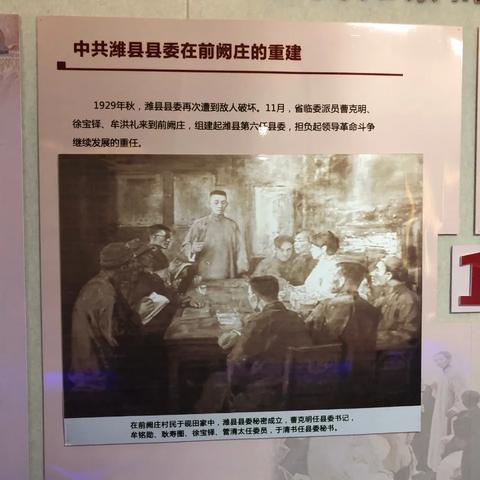 中共潍县县委在前阙庄的重建
1929年秋，潍县县委再次遭到敌人破坏。11月，省临委派员曹克明、
徐宝铎、牟洪礼来到前阙庄，组建起潍县第六任县委，担负起领导革命斗争
继续发展的重任。
在前阙庄村民于砚田家中，潍县县委秘密成立，曹克明任县委书记，
牟铭勋、耿寿图、徐宝铎、管清太任委员，于清书任县委秘书。